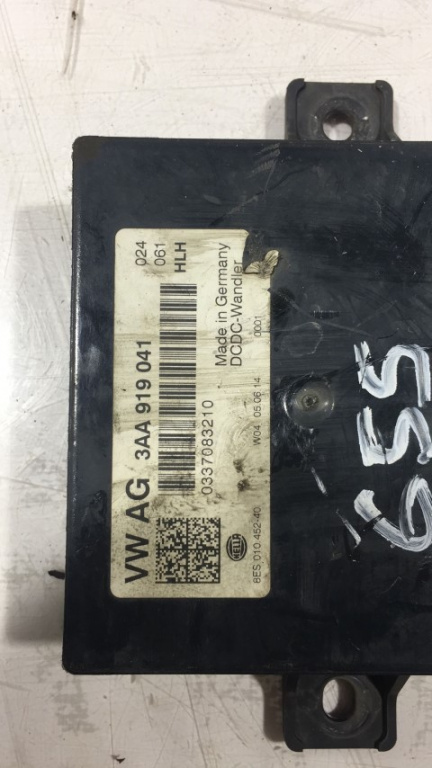 024
061
HLH
VW AG 3AA 919 041
0337083210
Made in Germany
DCDC-Wandler
W04 05.06.14 0001
HELLA
8ES 010 452-40
655